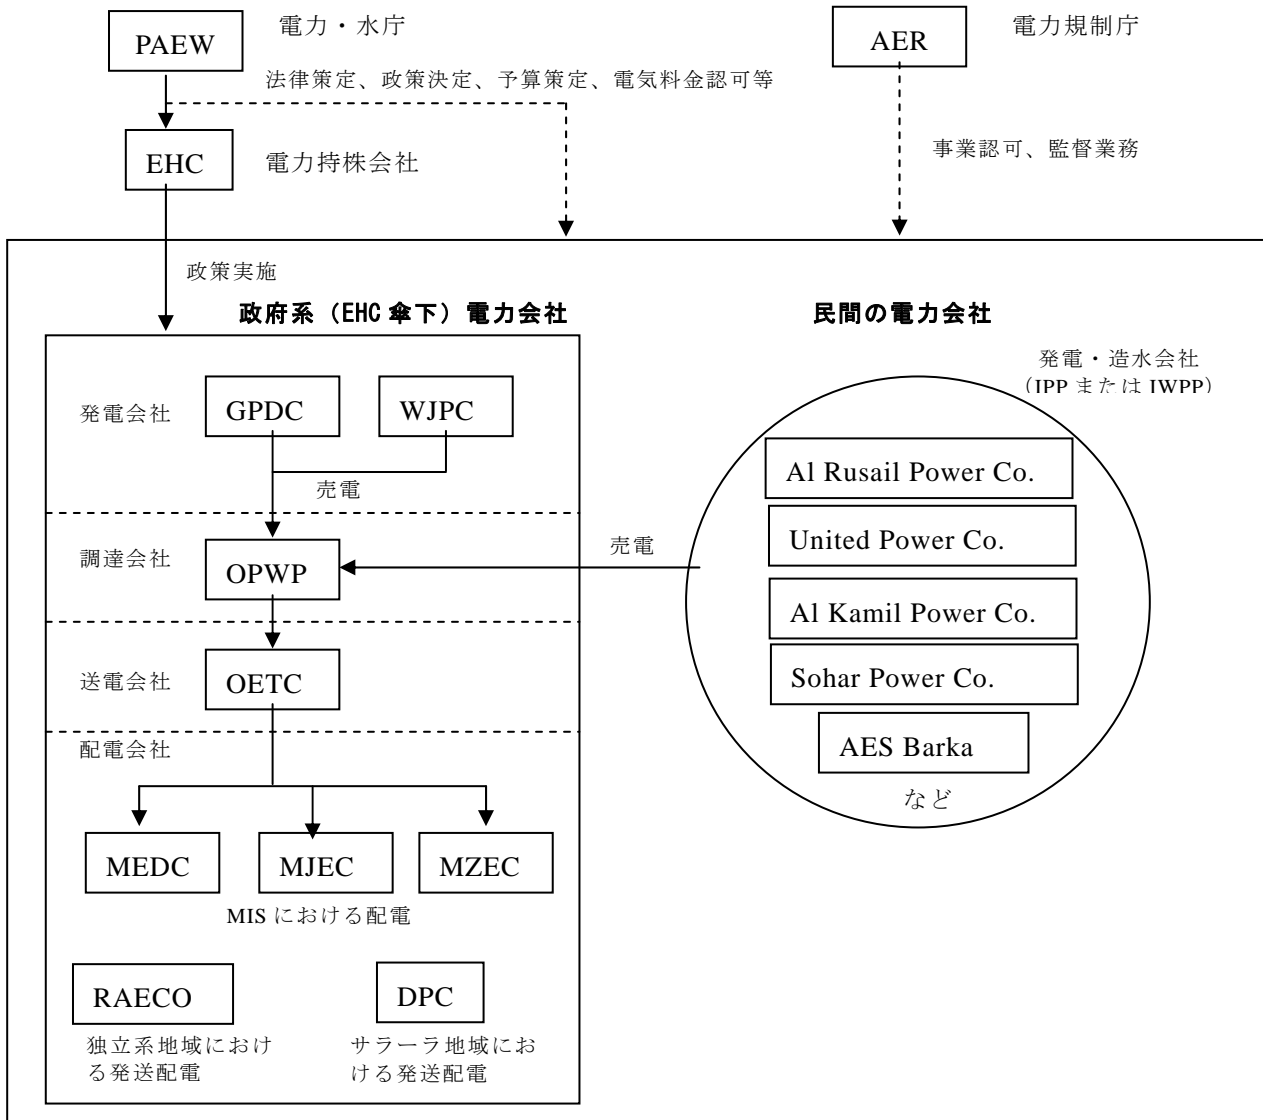 PAEW
電力・水庁
AER
電力規制庁
法律策定、政策決定、予算策定、電気料金認可等
EHC
電力持株会社
事業認可、監督業務
政策実施
政府系（EHC 傘下）電力会社
民間の電力会社
発電・造水会社
（IPP または IWPP）
発電会社
GPDC
WJPC
売電
Al Rusail Power Co.
United Power Co.
Al Kamil Power Co.
Sohar Power Co.
AES Barka
など
調達会社
OPWP
売電
送電会社
OETC
配電会社
MEDC
MJEC
MZEC
MIS における配電
RAECO
DPC
独立系地域におけ
る発送配電
サラーラ地域にお
ける発送配電